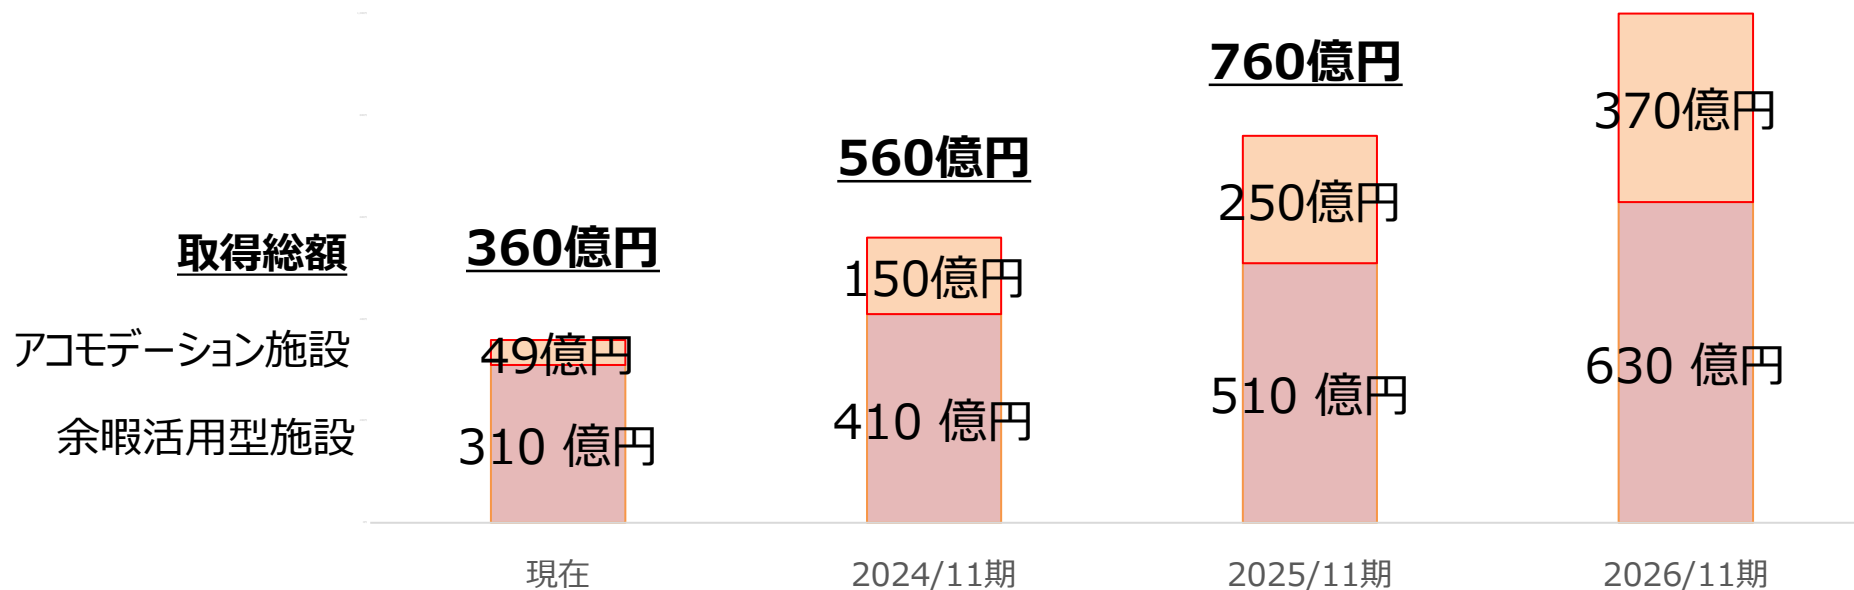 760億円
370億円
560億円
250億円
取得総額
360億円
150億円
アコモデーション施設
49億円
余暇活用型施設
310 億円
410 億円
510 億円
630 億円
現在
2024/11期
2025/11期
2026/11期